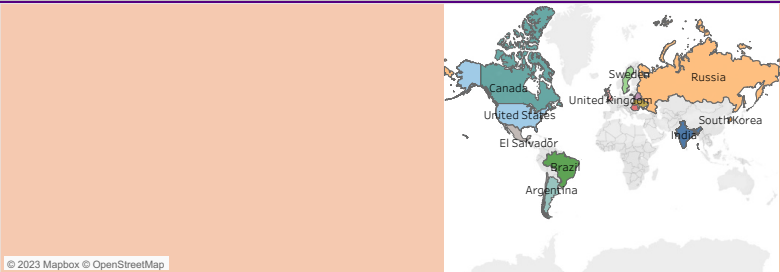 Sweden
Russia
Canada
United Kingdom
United States
South Korea
India
El Salvador
Brazil
Argentina
© 2023 Mapbox © OpenStreetMap